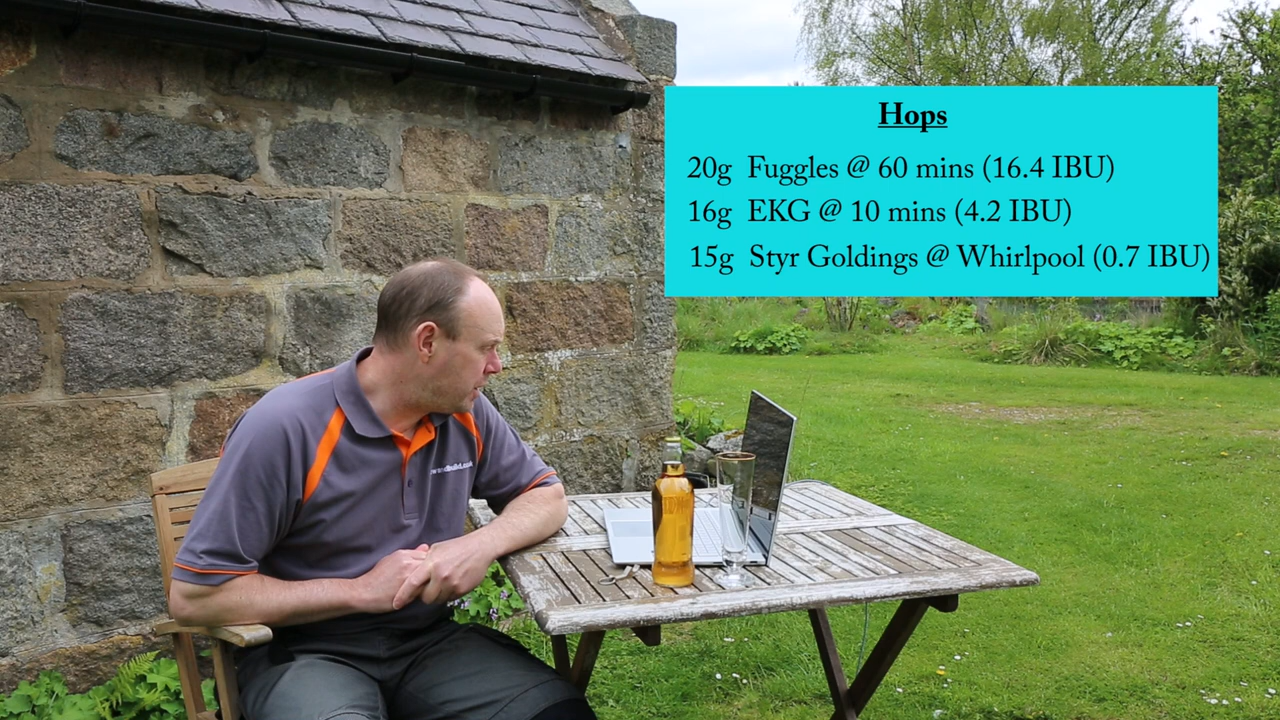 Hops
20g Fuggles @ 60 mins (16.4 IBU)
16g EKG @ 10 mins (4.2 IBU)
15g Styr Goldings @ Whirlpool (0.7 IBU)